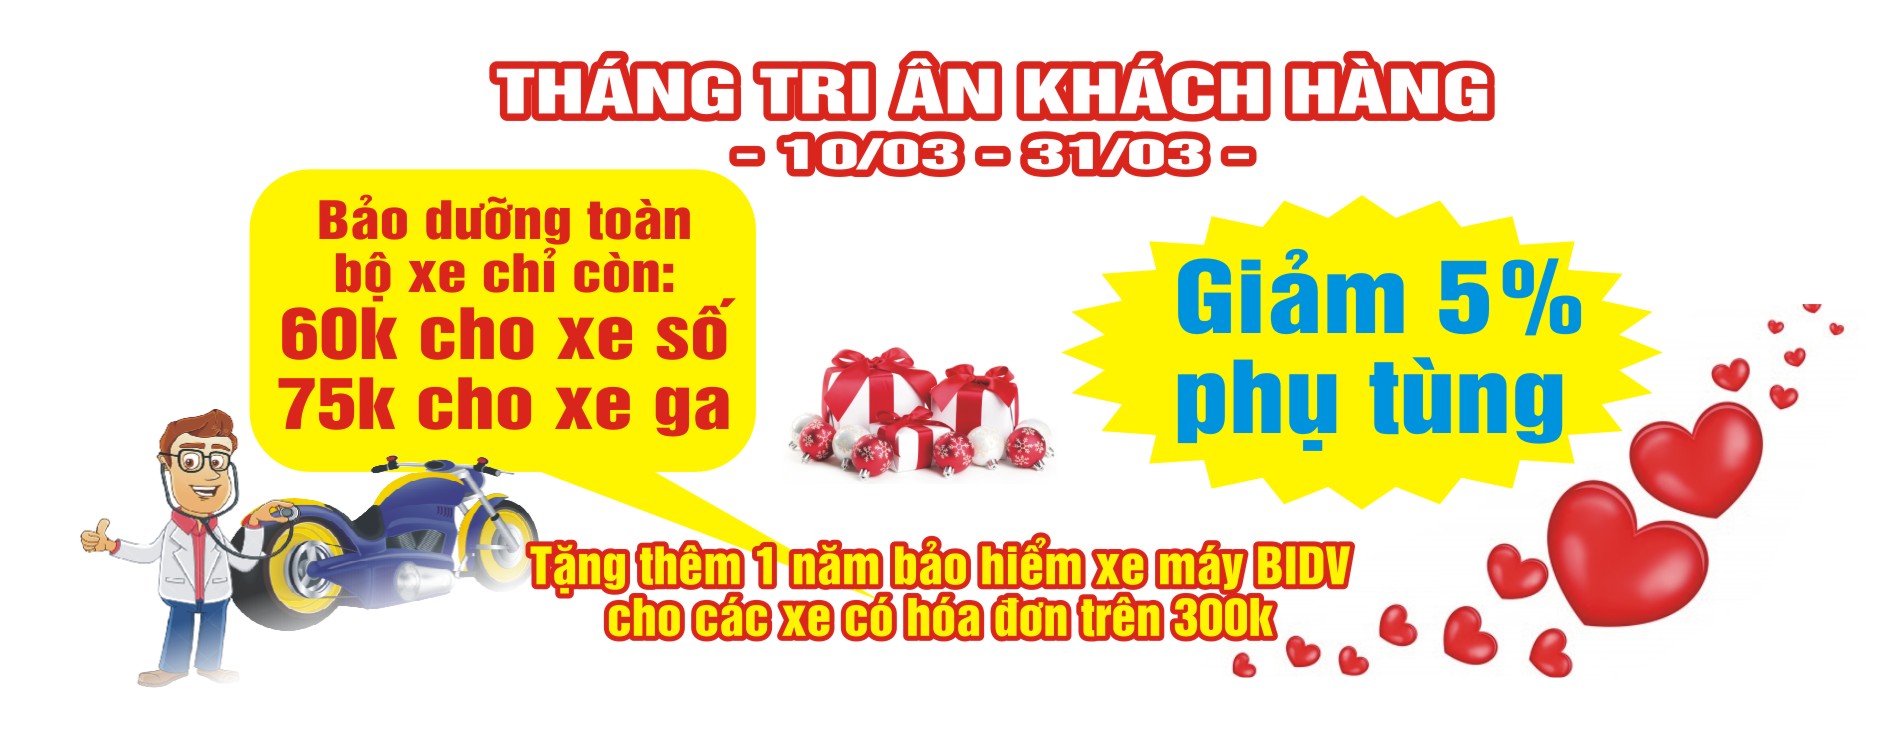 THÁNG TRI ÂN KHÁCH HÀNG
- 10/03 - 31/03 -
Bảo dưỡng toàn
bộ xe chỉ còn:
60k cho xe số
75k cho xe ga
Giảm 5%
phụ tùng
Tặng thêm 1 năm bảo hiểm xe máy BIDV
cho các xe có hóa đơn trên 300k